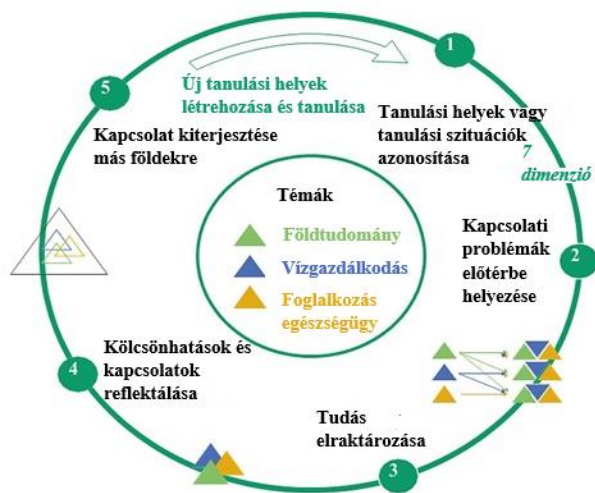 1
Új tanulási helyek
létrehozása és tanulása
5
Kapcsolat kiterjesztése
más földekre
Tanulási helyek vagy
tanulási szituációk
azonosítása
7
dimenzió
Témák
Földtudomány
Vízgazdálkodás
Foglalkozás
egészségügy
Kapcsolati
problémák
előtérbe
helyezése
2
Kölcsönhatások és
kapcsolatok
reflektálása
4
Tudás
elraktározása
3